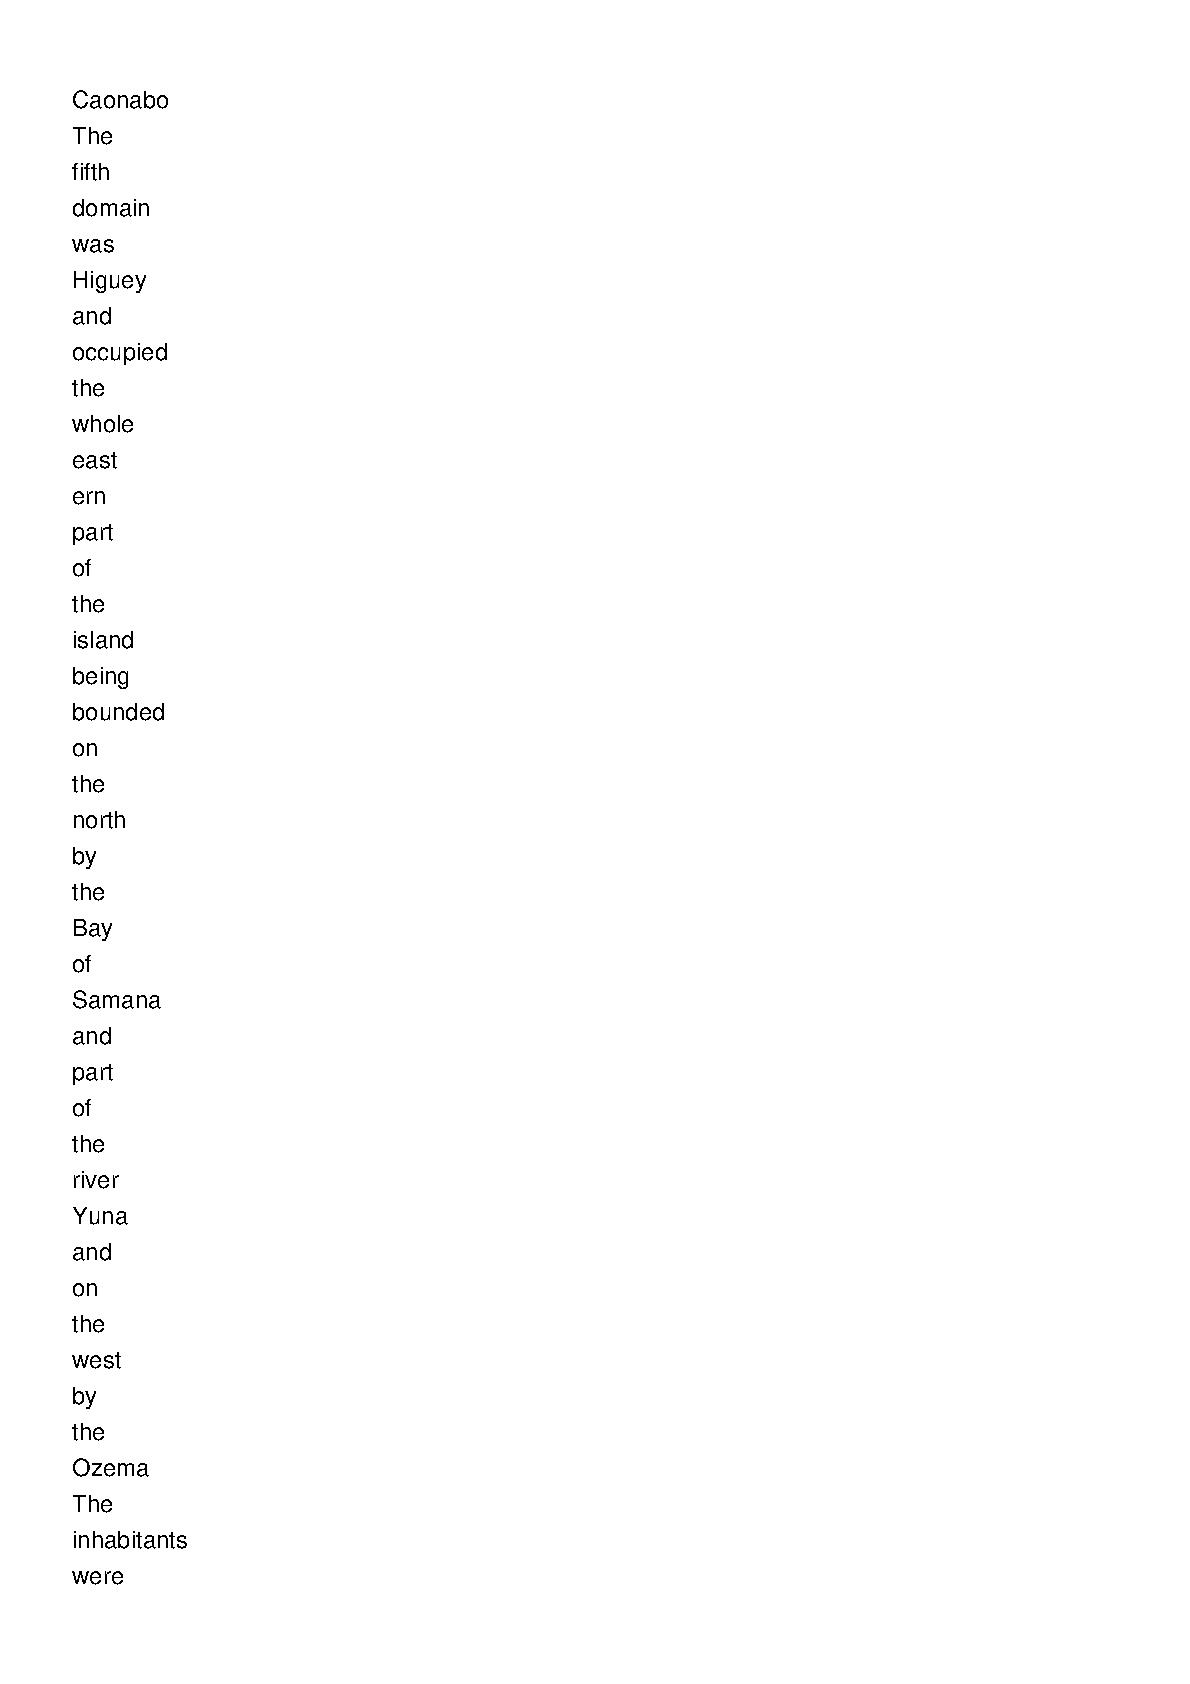 Caonabo
The
fifth
domain
was
Higuey
and
occupied
the
whole
east
ern
part
of
the
island
being
bounded
on
the
north
by
the
Bay
of
Samana
and
part
of
the
river
Yuna
and
on
the
west
by
the
Ozema
The
inhabitants
were